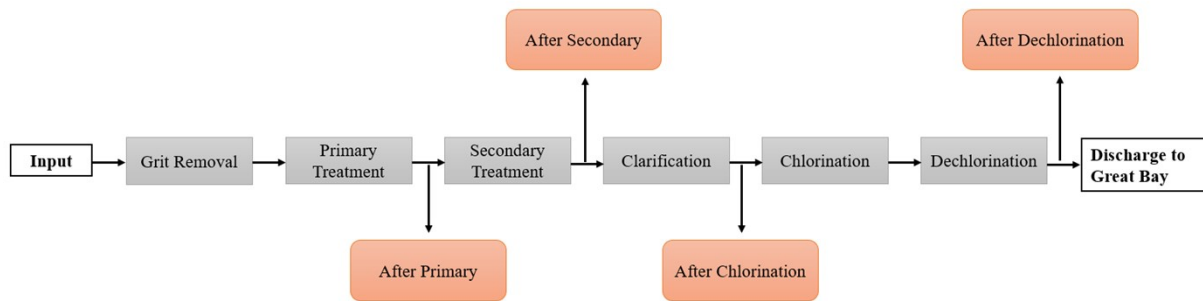 After Secondary
After Dechlorination
Input
Grit Removal
Primary
Treatment
Secondary
Treatment
Clarification
Chlorination
Dechlorination
Discharge to
Great Bay
After Primary
After Chlorination